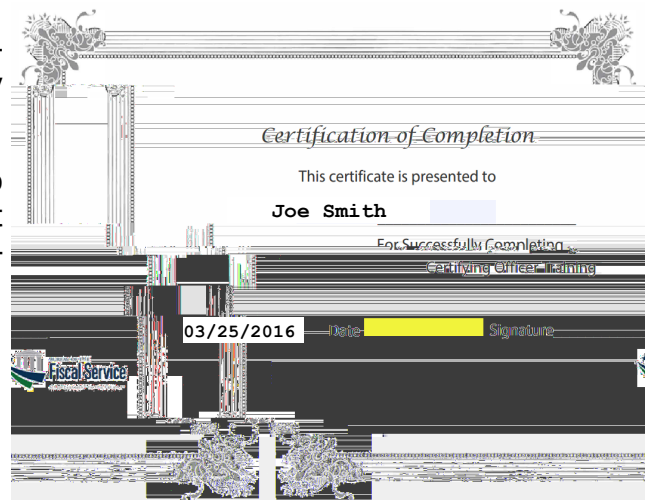 Certification of Completion
This certificate is presented to
Joe Smith
For Successfully Completing
Certifying Officer Training
03/25/2016 Date Signature
Fiscal Service